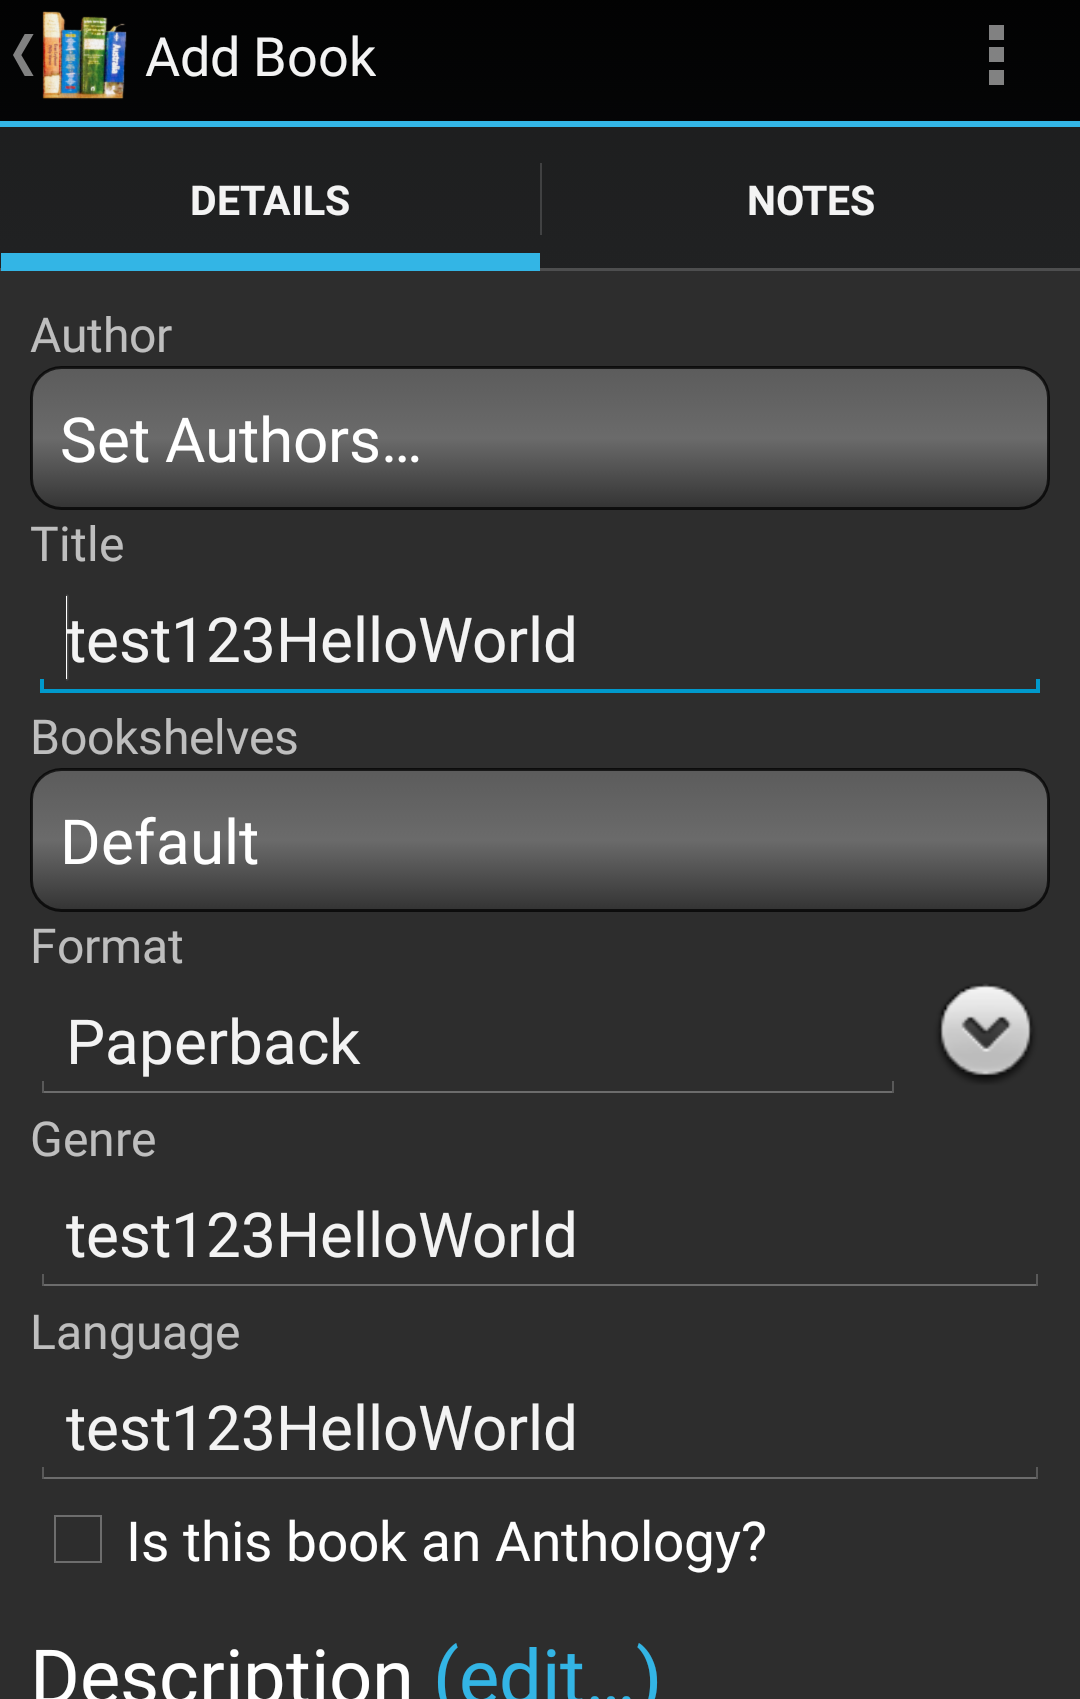 Add Book
DETAILS
NOTES
Author
Set Authors...
Title
test123HelloWorld
Bookshelves
Default
Format
Paperback
Genre
test123HelloWorld
Language
test123HelloWorld
Is this book an Anthology?
Description (edit...)